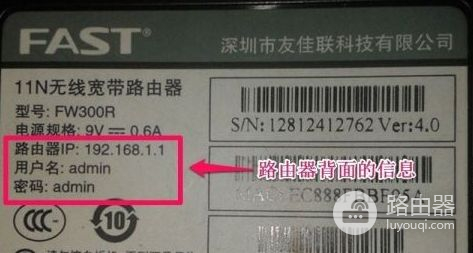 FAST
深圳市友佳联科技有限公司
11N无线宽带路由器
型号: FW300R
电源规格: 9V 0.6A
路由器IP: 192.168.1.1
用户名: admin
密码: admin
S/N: 12812412762 Ver:4.0
路由器背面的信息
10
路由器
luyouqi.com